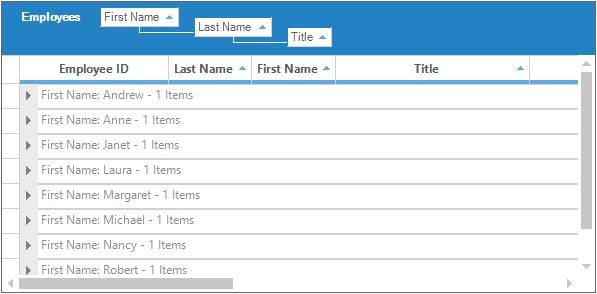 Employees First Name
Last Name
Title
Employee ID Last Name First Name Title
First Name: Andrew - 1 Items
First Name: Anne - 1 Items
First Name: Janet - 1 Items
First Name: Laura - 1 Items
First Name: Margaret - 1 Items
First Name: Michael - 1 Items
First Name: Nancy - 1 Items
First Name: Robert - 1 Items